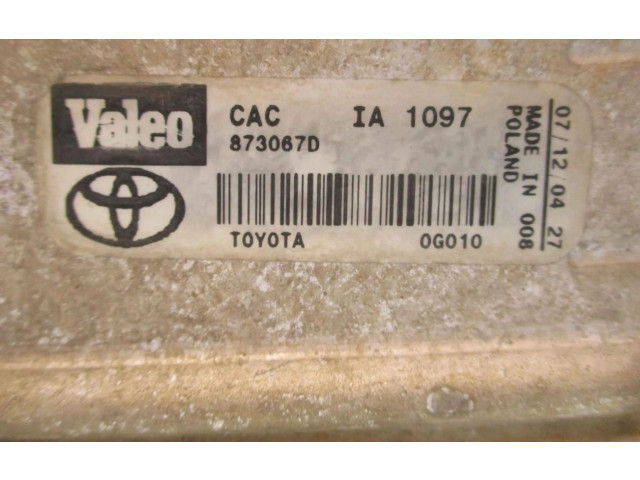 Valeo CAC IA 1097
873067D
TOYOTA 0G010
07/12/04 27
MADE IN 008
POLAND